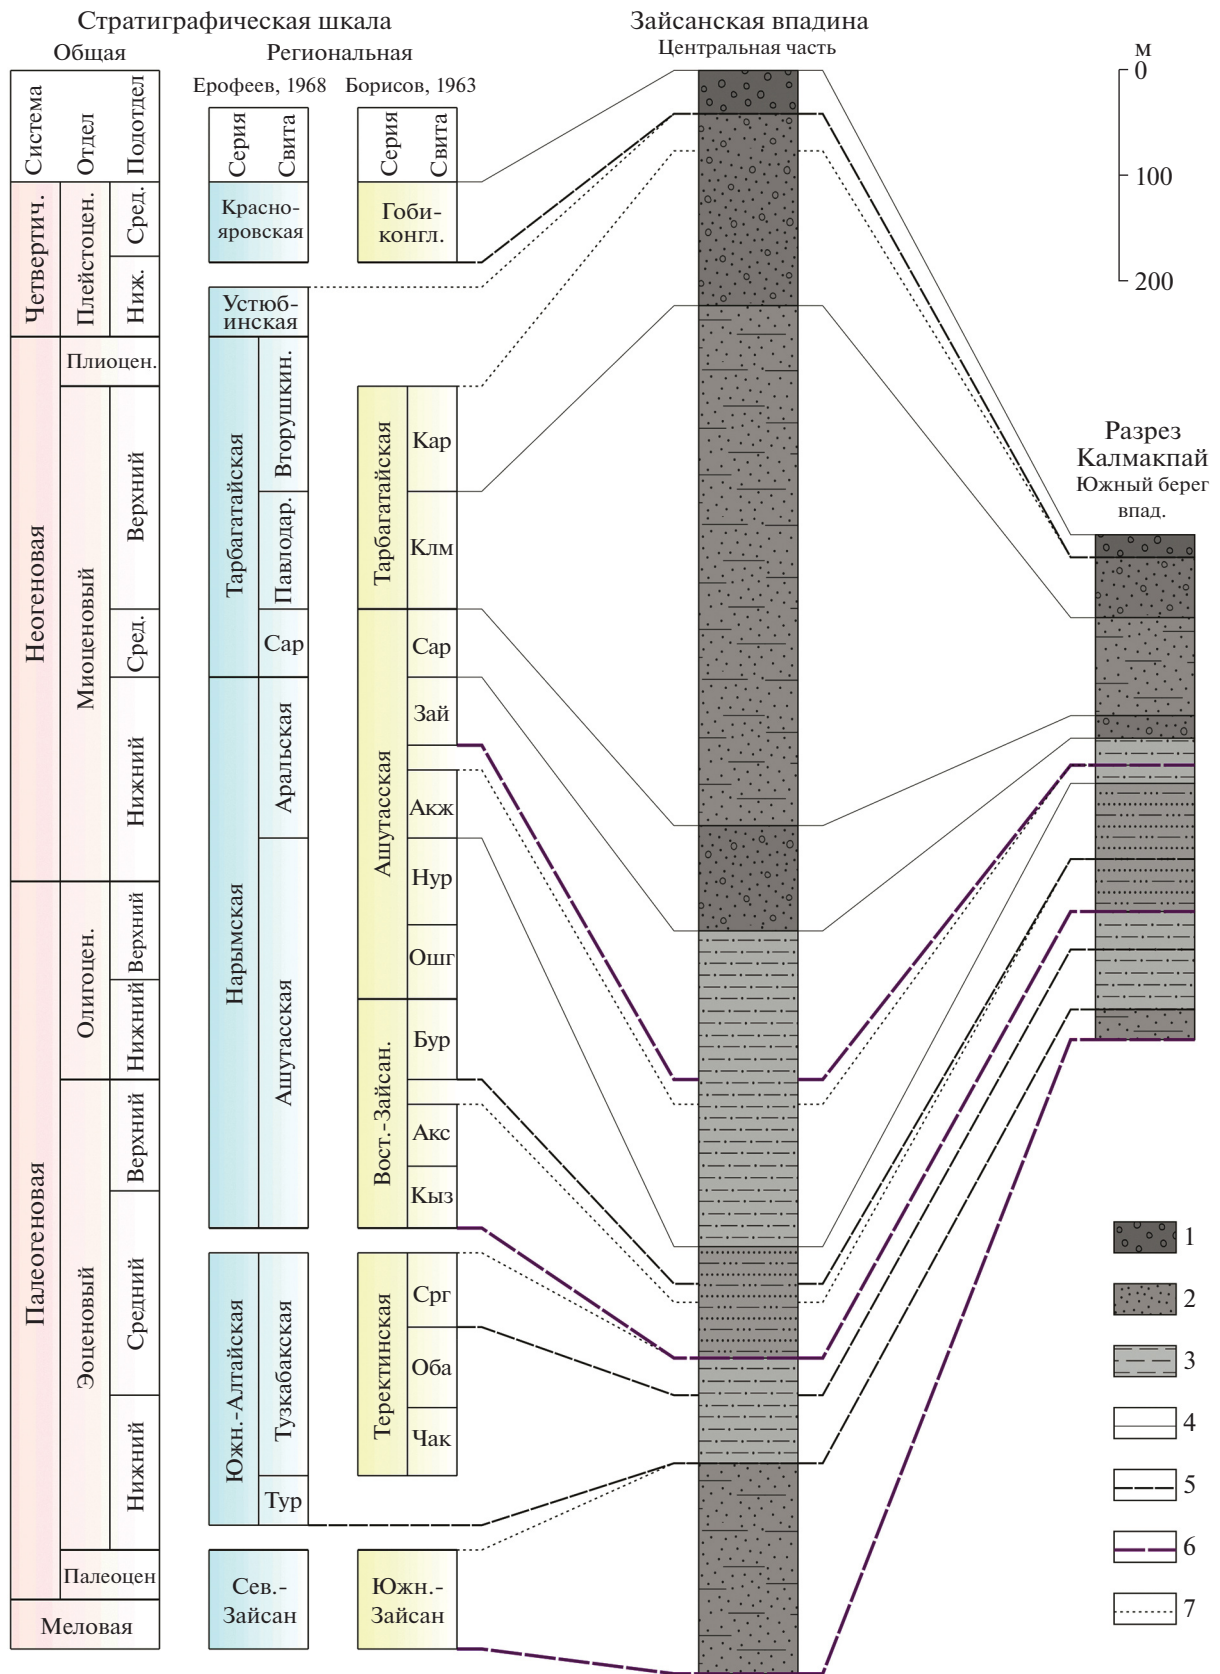 Стратиграфическая шкала
Общая
Региональная
Ерофеев, 1968
Борисов, 1963
Зайсанская впадина
Центральная часть
м
0
100
200
Система
Отдел
Подотдел
Серия
Свита
Серия
Свита
Четвертич.
Плейстоцен.
Сред.
Ниж.
Неогеновая
Плиоцен.
Миоценовый
Верхний
Сред.
Нижний
Палеогеновая
Олигоцен.
Верхний
Нижний
Эоценовый
Верхний
Средний
Нижний
Палеоцен
Меловая
Красно-
яровская
Устюб-
инская
Тарбагатайская
Вторушкин.
Павлодар.
Сар
Нарымская
Аральская
Ашутасская
Южн.-Алтайская
Тузкабакская
Тур
Сев.-
Зайсан
Гоби-
конгл.
Тарбагатайская
Кар
Клм
Ашутасская
Сар
Зай
Акж
Нур
Ошг
Вост.-Зайсан.
Бур
Акс
Кыз
Теректинская
Срг
Оба
Чак
Южн.-
Зайсан
Разрез
Калмакпай
Южный берег
впад.
1
2
3
4
5
6
7